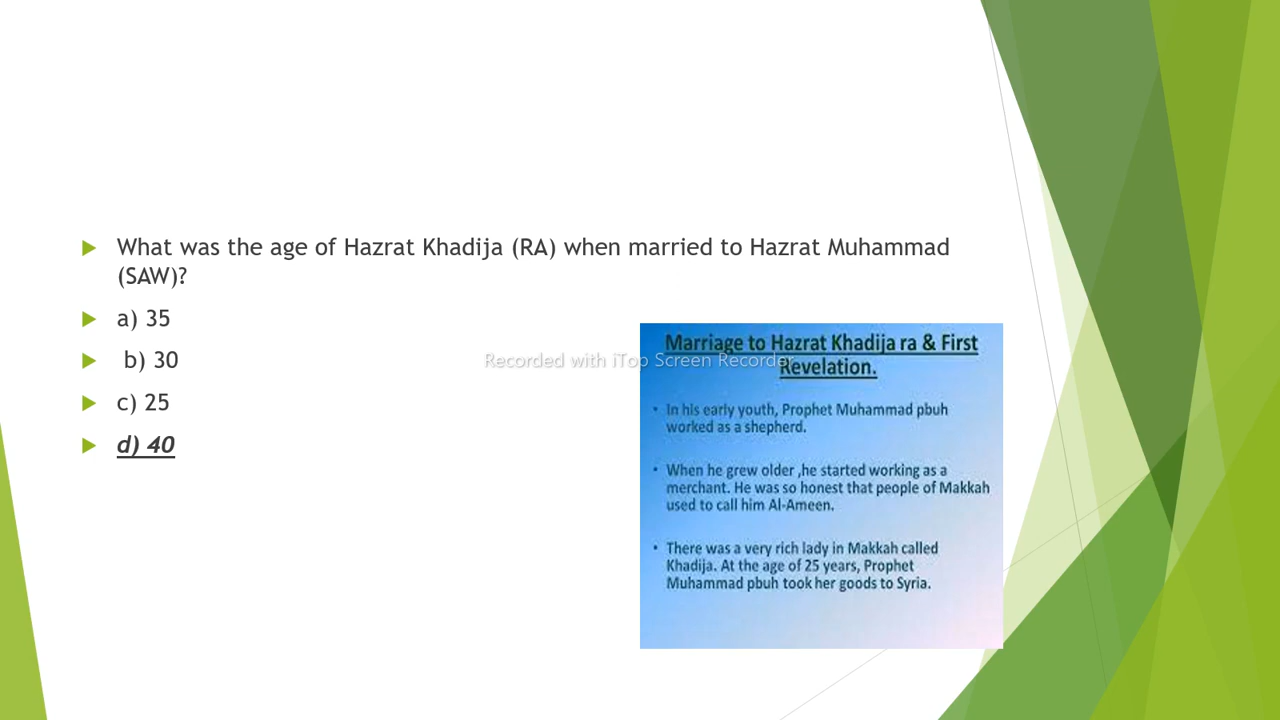 What was the age of Hazrat Khadija (RA) when married to Hazrat Muhammad
(SAW)?
a) 35
b) 30
c) 25
d) 40
Recorded with iTop Screen Recorder
Marriage to Hazrat Khadija ra & First
Revelation.
• In his early youth, Prophet Muhammad pbuh
worked as a shepherd.
• When he grew older ,he started working as a
merchant. He was so honest that people of Makkah
used to call him Al-Ameen.
• There was a very rich lady in Makkah called
Khadija. At the age of 25 years, Prophet
Muhammad pbuh took her goods to Syria.